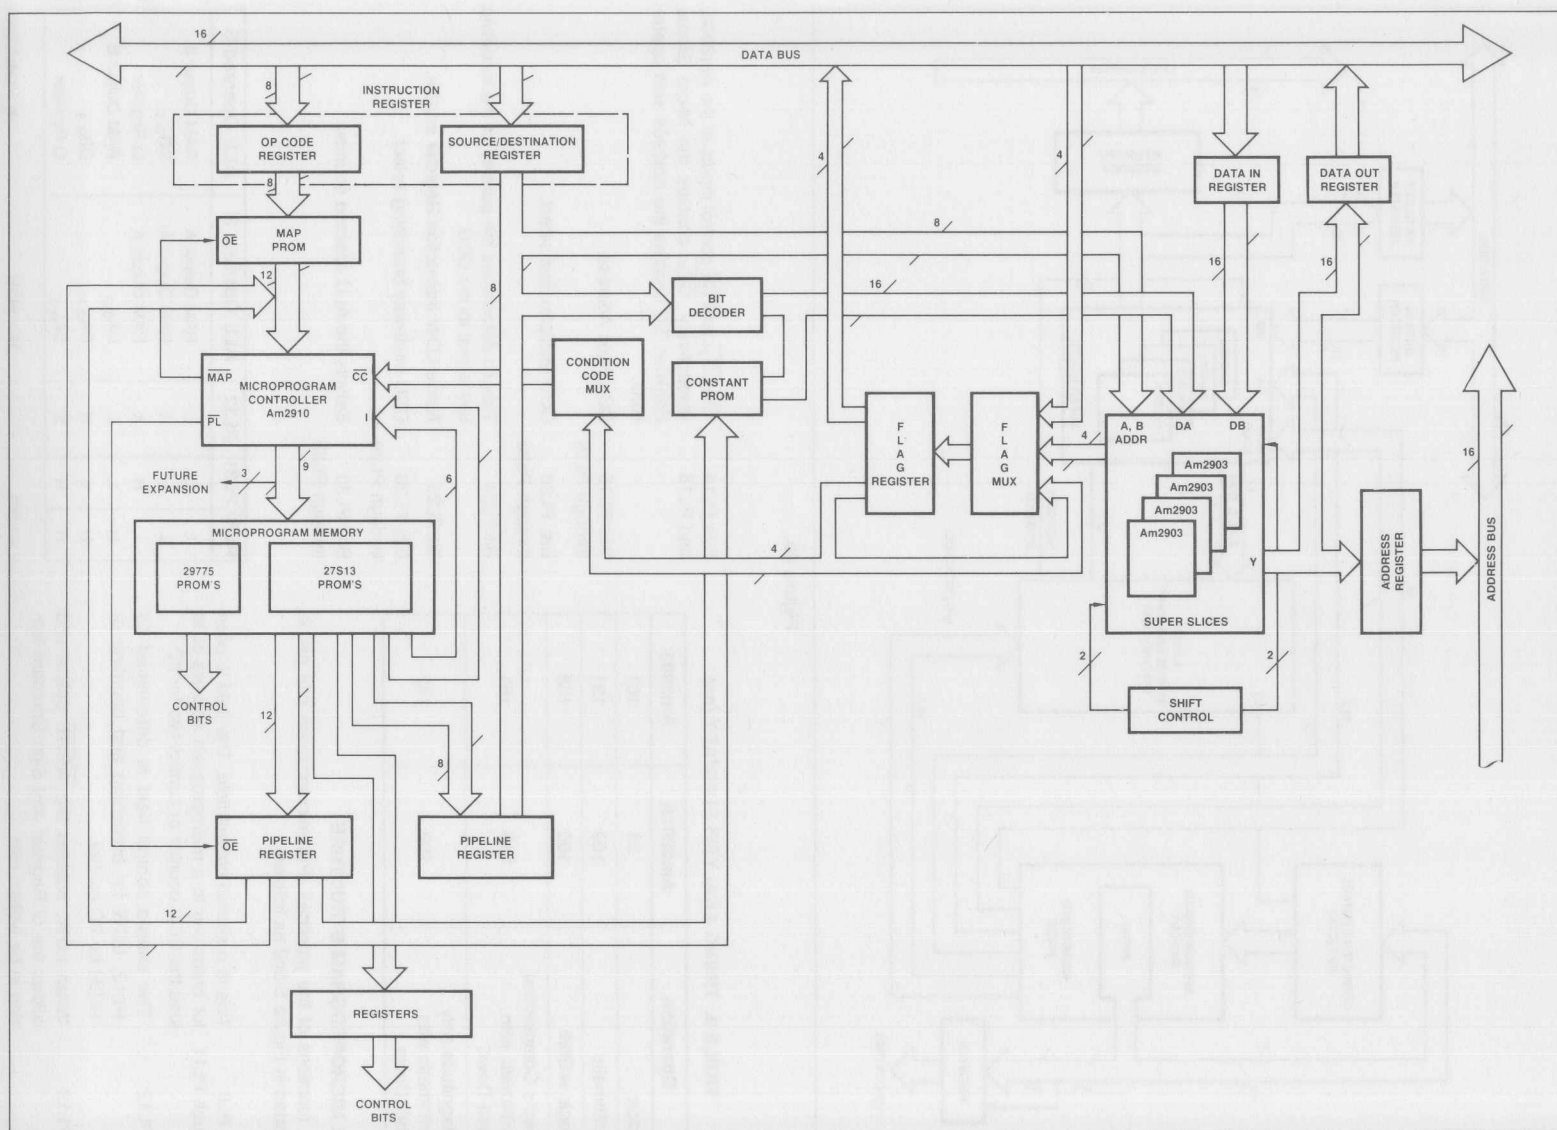 16
DATA BUS
8
INSTRUCTION
REGISTER
OP CODE
REGISTER
SOURCE/DESTINATION
REGISTER
4
4
DATA IN
REGISTER
DATA OUT
REGISTER
8
OE
MAP
PROM
8
12
8
16
16
16
BIT
DECODER
MAP
MICROPROGRAM
CONTROLLER
Am2910
PL
CC
I
CONDITION
CODE
MUX
CONSTANT
PROM
FLAG
REGISTER
FLAG
MUX
4
A, B
ADDR
DA
DB
Am2903
Am2903
Am2903
Am2903
Y
SUPER SLICES
ADDRESS
REGISTER
16
ADDRESS BUS
FUTURE
EXPANSION
3
9
6
MICROPROGRAM MEMORY
29775
PROM'S
27S13
PROM'S
4
2
2
SHIFT
CONTROL
CONTROL
BITS
12
8
OE
PIPELINE
REGISTER
PIPELINE
REGISTER
12
REGISTERS
CONTROL
BITS